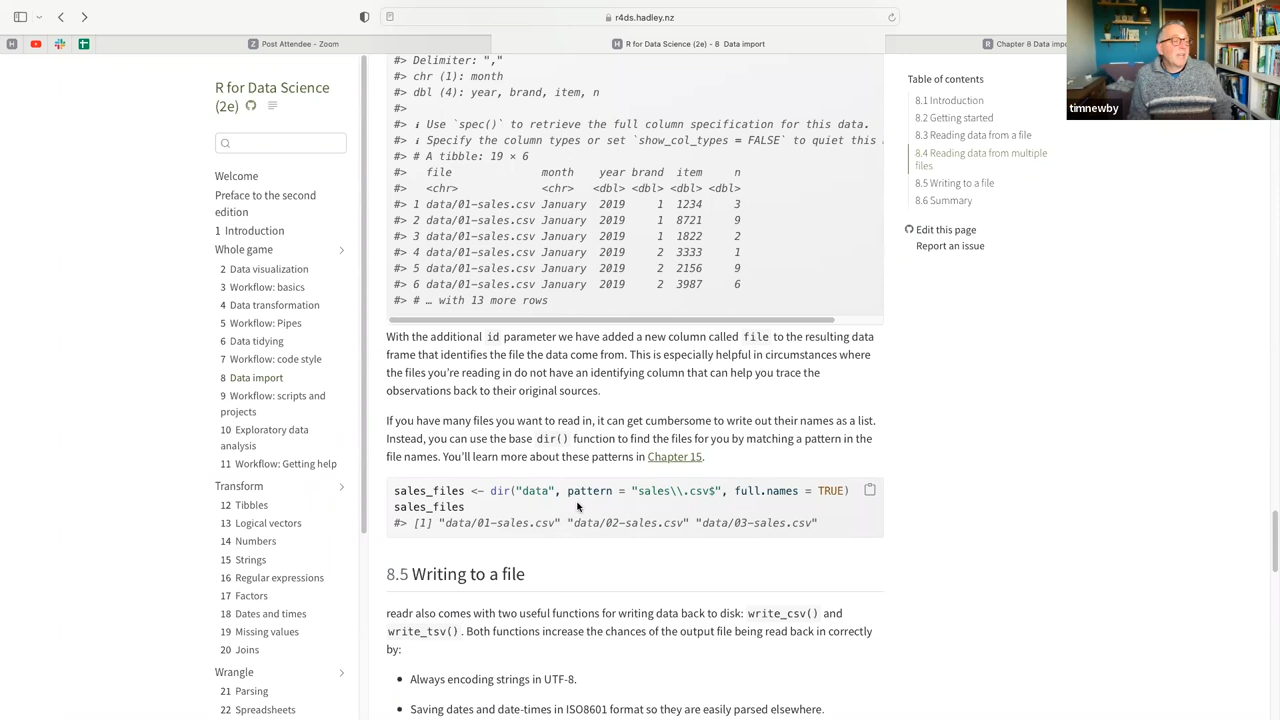 r4ds.hadley.nz
H
Z Post Attendee - Zoom
H R for Data Science (2e) - 8 Data import
R Chapter 8 Data impo
timnewby
R for Data Science
(2e)
Welcome
Preface to the second
edition
1 Introduction
Whole game
2 Data visualization
3 Workflow: basics
4 Data transformation
5 Workflow: Pipes
6 Data tidying
7 Workflow: code style
8 Data import
9 Workflow: scripts and
projects
10 Exploratory data
analysis
11 Workflow: Getting help
Transform
12 Tibbles
13 Logical vectors
14 Numbers
15 Strings
16 Regular expressions
17 Factors
18 Dates and times
19 Missing values
20 Joins
Wrangle
21 Parsing
22 Spreadsheets
#> Delimiter: ","
#> chr (1): month
#> dbl (4): year, brand, item, n
#>
#> ℹ Use `spec()` to retrieve the full column specification for this data.
#> ℹ Specify the column types or set `show_col_types = FALSE` to quiet this
#> # A tibble: 19 × 6
#>   file              month    year brand  item     n
#>   <chr>             <chr>   <dbl> <dbl> <dbl> <dbl>
#> 1 data/01-sales.csv January  2019     1  1234     3
#> 2 data/01-sales.csv January  2019     1  8721     9
#> 3 data/01-sales.csv January  2019     1  1822     2
#> 4 data/01-sales.csv January  2019     2  3333     1
#> 5 data/01-sales.csv January  2019     2  2156     9
#> 6 data/01-sales.csv January  2019     2  3987     6
#> # … with 13 more rows
With the additional id parameter we have added a new column called file to the resulting data
frame that identifies the file the data come from. This is especially helpful in circumstances where
the files you're reading in do not have an identifying column that can help you trace the
observations back to their original sources.
If you have many files you want to read in, it can get cumbersome to write out their names as a list.
Instead, you can use the base dir() function to find the files for you by matching a pattern in the
file names. You'll learn more about these patterns in Chapter 15.
sales_files <- dir("data", pattern = "sales\\.csv$", full.names = TRUE)
sales_files
#> [1] "data/01-sales.csv" "data/02-sales.csv" "data/03-sales.csv"
8.5 Writing to a file
readr also comes with two useful functions for writing data back to disk: write_csv() and
write_tsv(). Both functions increase the chances of the output file being read back in correctly
by:
• Always encoding strings in UTF-8.
• Saving dates and date-times in ISO8601 format so they are easily parsed elsewhere.
Table of contents
8.1 Introduction
8.2 Getting started
8.3 Reading data from a file
8.4 Reading data from multiple
files
8.5 Writing to a file
8.6 Summary
Edit this page
Report an issue